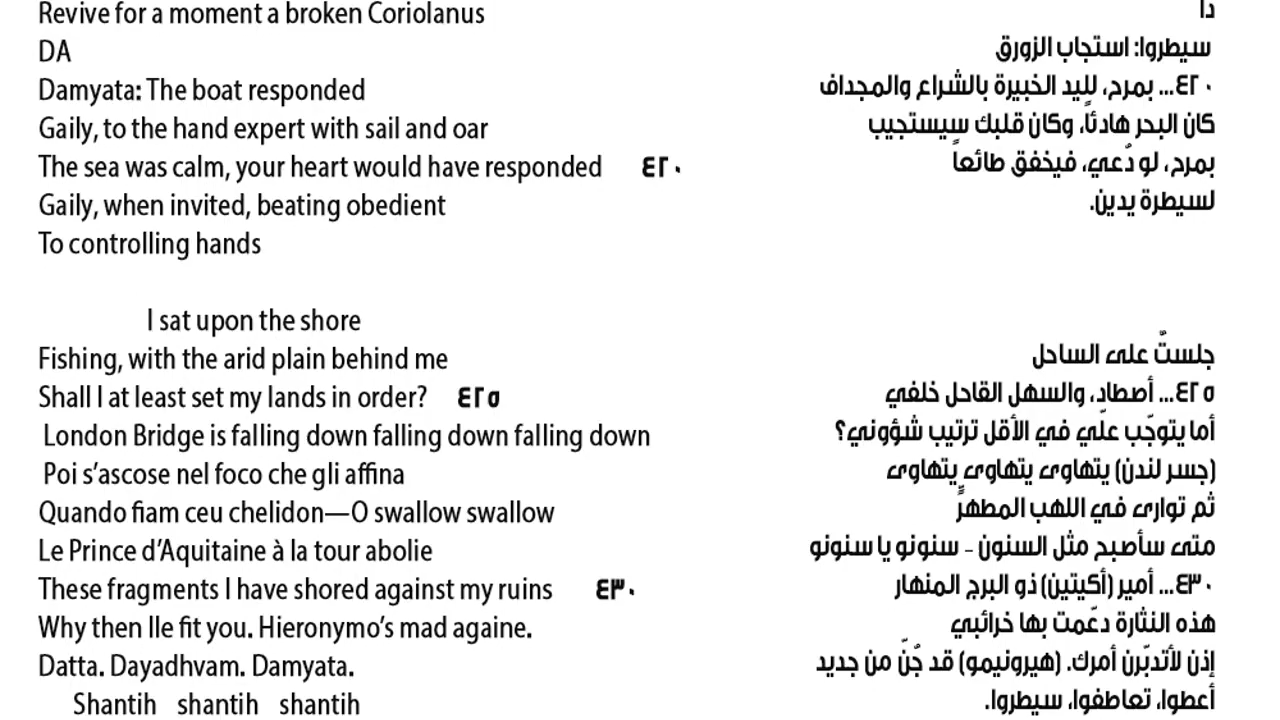 Revive for a moment a broken Coriolanus
DA
Damyata: The boat responded
Gaily, to the hand expert with sail and oar
The sea was calm, your heart would have responded ٤٢٠
Gaily, when invited, beating obedient
To controlling hands
I sat upon the shore
Fishing, with the arid plain behind me
Shall I at least set my lands in order? ٤٢٥
London Bridge is falling down falling down falling down
Poi s’ascose nel foco che gli affina
Quando fiam ceu chelidon—O swallow swallow
Le Prince d’Aquitaine à la tour abolie
These fragments I have shored against my ruins ٤٣٠
Why then Ile fit you. Hieronymo’s mad againe.
Datta. Dayadhvam. Damyata.
Shantih shantih shantih
دا
سيطروا: استجاب الزورق
٤٢٠... بمرح، لليد الخبيرة بالشراع والمجداف
كان البحر هادئاً، وكان قلبك سيستجيب
بمرح، لو دُعي، فيخفق طائعاً
لسيطرة يدين.
جلستُ على الساحل
٤٢٥... أصطاد، والسهل القاحل خلفي
أما يتوجّب علّي في الأقل ترتيب شؤوني؟
(جسر لندن) يتهاوى يتهاوى يتهاوى
ثم توارى في اللهب المطهرِّ
متى سأصبح مثل السنون - سنونو يا سنونو
٤٣٠... أمير (أكيتين) ذو البرج المنهار
هذه النثارة دعّمت بها خرائبي
إذن لأتدبّرن أمرك. (هيرونيمو) قد جُنّ من جديد
أعطوا، تعاطفوا، سيطروا.